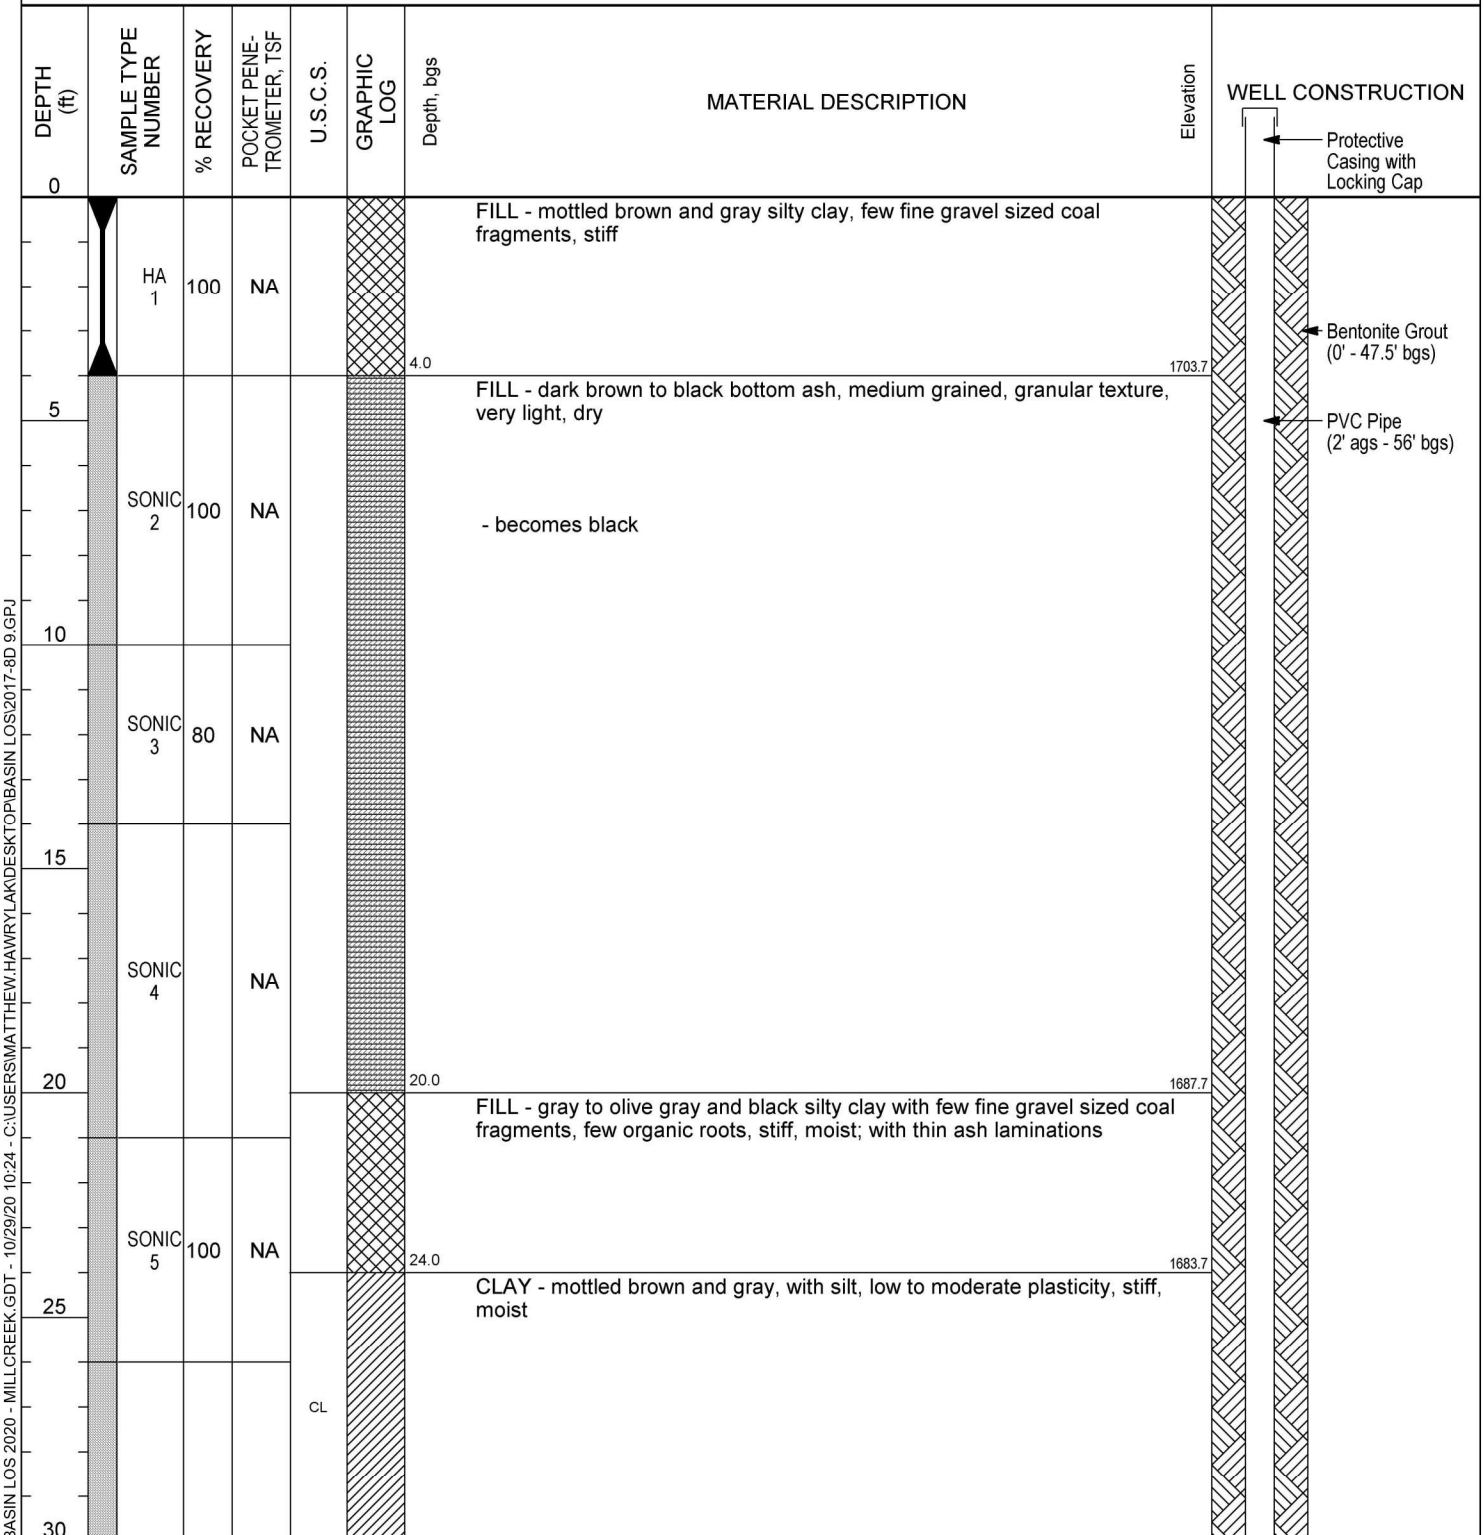 DEPTH
(ft)
SAMPLE TYPE
NUMBER
% RECOVERY
POCKET PENE-
TROMETER, TSF
U.S.C.S.
GRAPHIC
LOG
Depth, bgs
MATERIAL DESCRIPTION
Elevation
WELL CONSTRUCTION
Protective
Casing with
Locking Cap
0
FILL - mottled brown and gray silty clay, few fine gravel sized coal
fragments, stiff
HA
1
100
NA
Bentonite Grout
(0' - 47.5' bgs)
4.0
1703.7
FILL - dark brown to black bottom ash, medium grained, granular texture,
very light, dry
5
PVC Pipe
(2' ags - 56' bgs)
SONIC
2
100
NA
- becomes black
10
SONIC
3
80
NA
15
SONIC
4
NA
20
20.0
1687.7
FILL - gray to olive gray and black silty clay with few fine gravel sized coal
fragments, few organic roots, stiff, moist; with thin ash laminations
SONIC
5
100
NA
24.0
1683.7
CLAY - mottled brown and gray, with silt, low to moderate plasticity, stiff,
moist
25
CL
30
BASIN LOS 2020 - MILLCREEK.GDT - 10/29/20 10:24 - C:\USERS\MATTHEW.HAWRYLAK\DESKTOP\BASIN LOS\2017-8D 9.GPJ